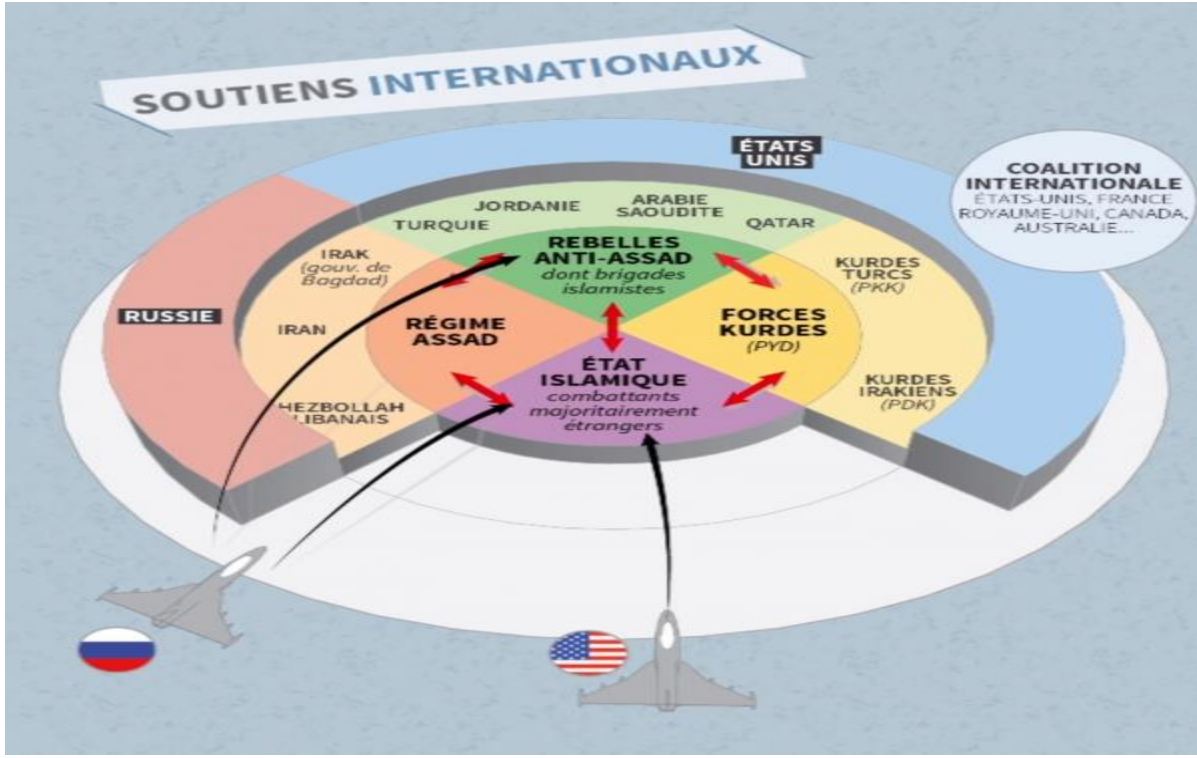 SOUTIENS INTERNATIONAUX
ÉTATS
UNIS
COALITION
INTERNATIONALE
ÉTATS-UNIS, FRANCE
ROYAUME-UNI, CANADA,
AUSTRALIE...
TURQUIE
JORDANIE
ARABIE
SAOUDITE
QATAR
IRAK
(gouv. de
Bagdad)
REBELLES
ANTI-ASSAD
dont brigades
islamistes
KURDES
TURCS
(PKK)
RUSSIE
IRAN
RÉGIME
ASSAD
FORCES
KURDES
(PYD)
ÉTAT
ISLAMIQUE
combattants
majoritairement
étrangers
HEZBOLLAH
LIBANAIS
KURDES
IRAKIENS
(PDK)